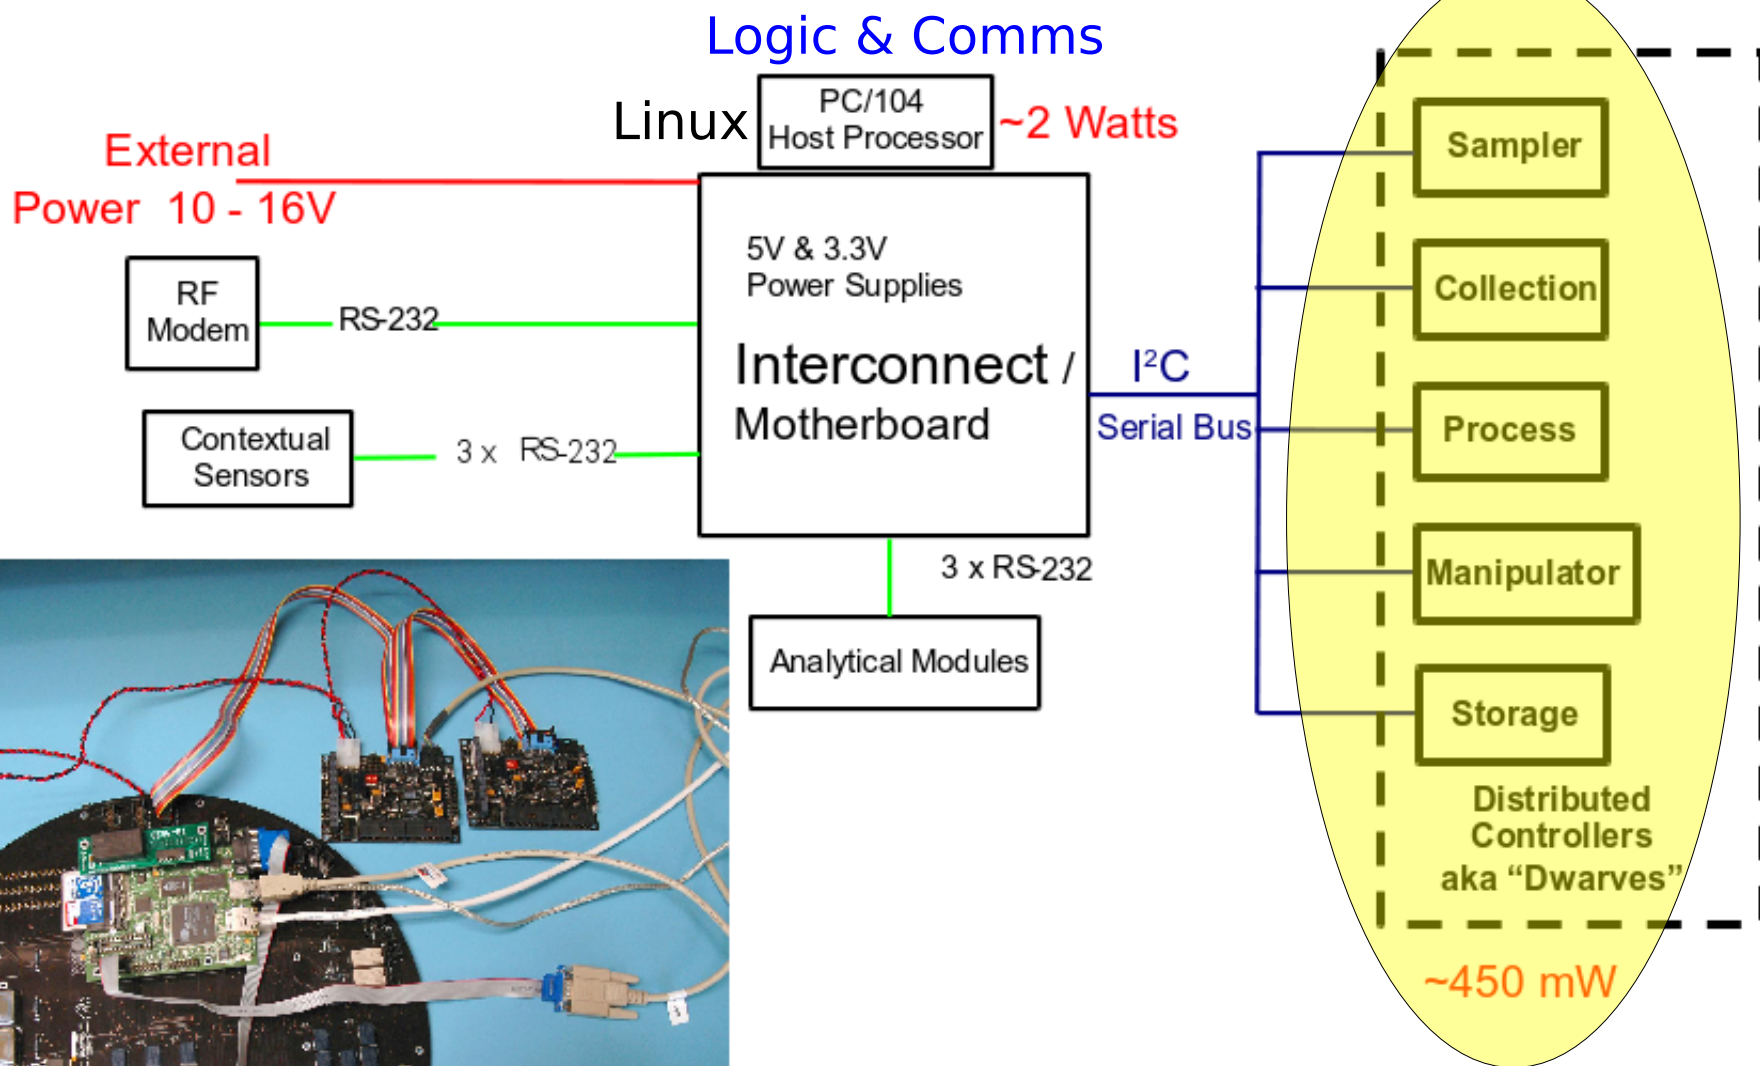 Logic & Comms
Linux
PC/104
Host Processor
~2 Watts
External
Power 10 - 16V
RF
Modem
RS-232
Contextual
Sensors
3 x RS-232
5V & 3.3V
Power Supplies
Interconnect /
Motherboard
I²C
Serial Bus
3 x RS-232
Analytical Modules
Sampler
Collection
Process
Manipulator
Storage
Distributed
Controllers
aka “Dwarves”
~450 mW